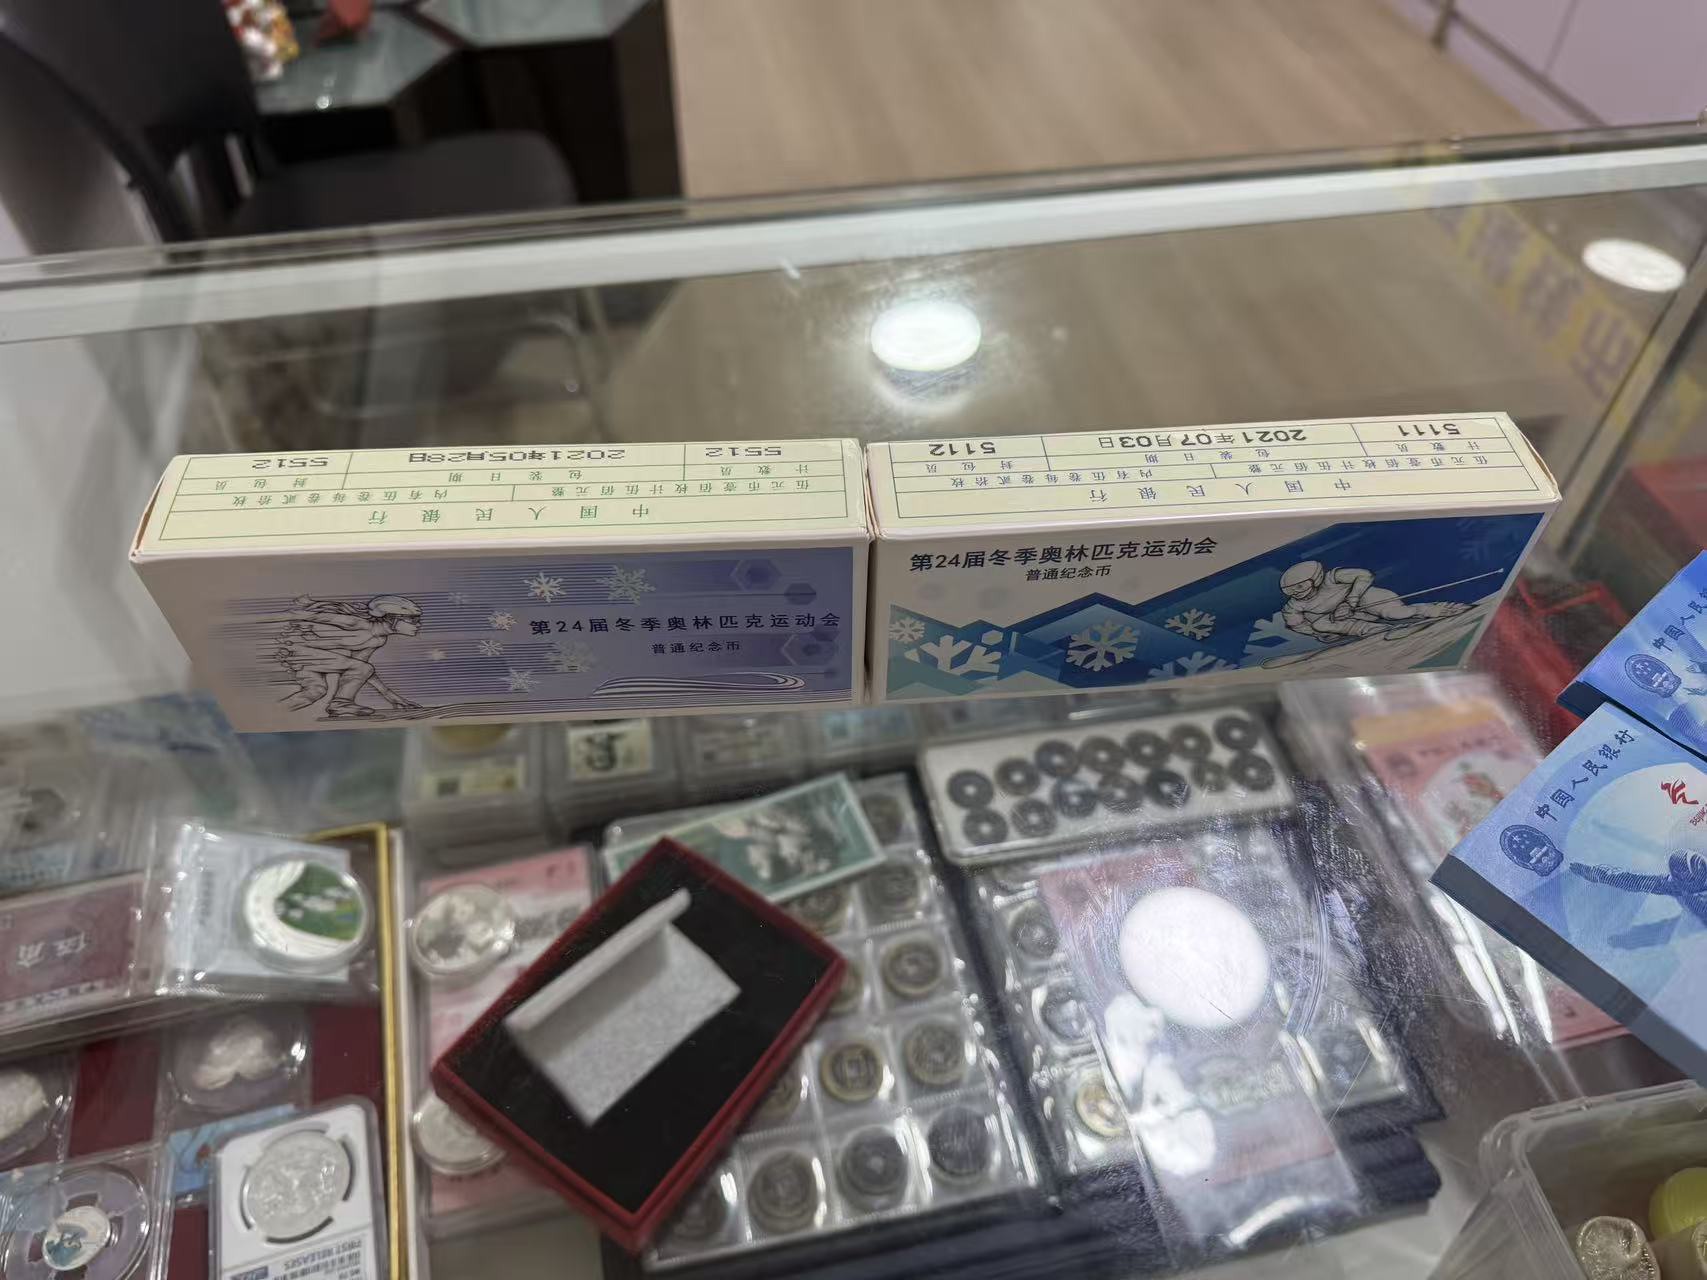 中国人民银行
伍元币壹佰枚计伍佰元整 内有伍卷每卷贰拾枚
计数员 包装日期 封包员
5512 2021年05月28日 5512
第24届冬季奥林匹克运动会
普通纪念币
中国人民银行
伍元币壹佰枚计伍佰元整 内有伍卷每卷贰拾枚
计数员 包装日期 封包员
5111 2021年07月03日 5112
第24届冬季奥林匹克运动会
普通纪念币
中国人民
中国人民银行
伍角
FIRST RELEASES